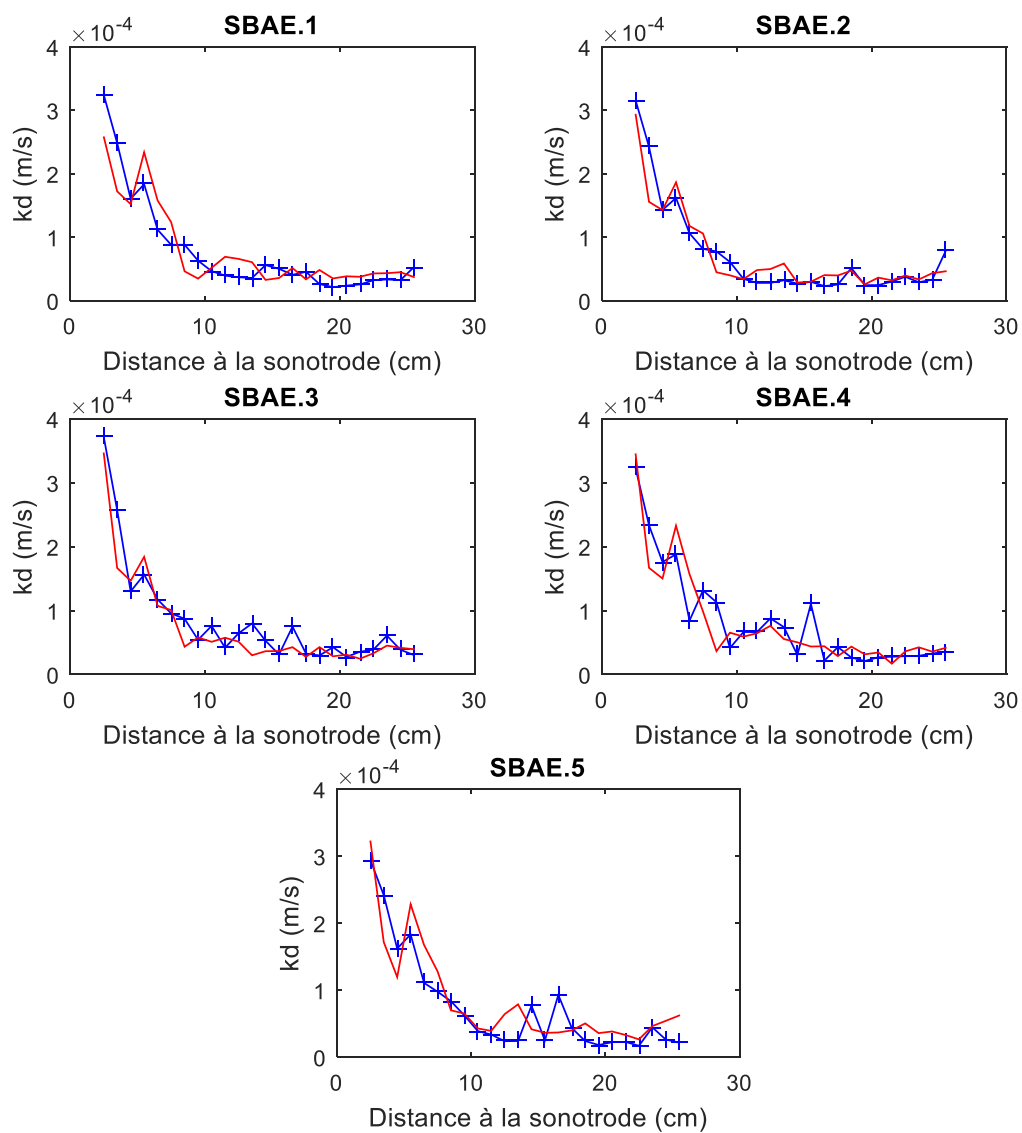 SBAE.1
×10⁻⁴
4
3
2
1
0
kd (m/s)
0 10 20 30
Distance à la sonotrode (cm)
SBAE.2
×10⁻⁴
4
3
2
1
0
kd (m/s)
0 10 20 30
Distance à la sonotrode (cm)
SBAE.3
×10⁻⁴
4
3
2
1
0
kd (m/s)
0 10 20 30
Distance à la sonotrode (cm)
SBAE.4
×10⁻⁴
4
3
2
1
0
kd (m/s)
0 10 20 30
Distance à la sonotrode (cm)
SBAE.5
×10⁻⁴
4
3
2
1
0
kd (m/s)
0 10 20 30
Distance à la sonotrode (cm)